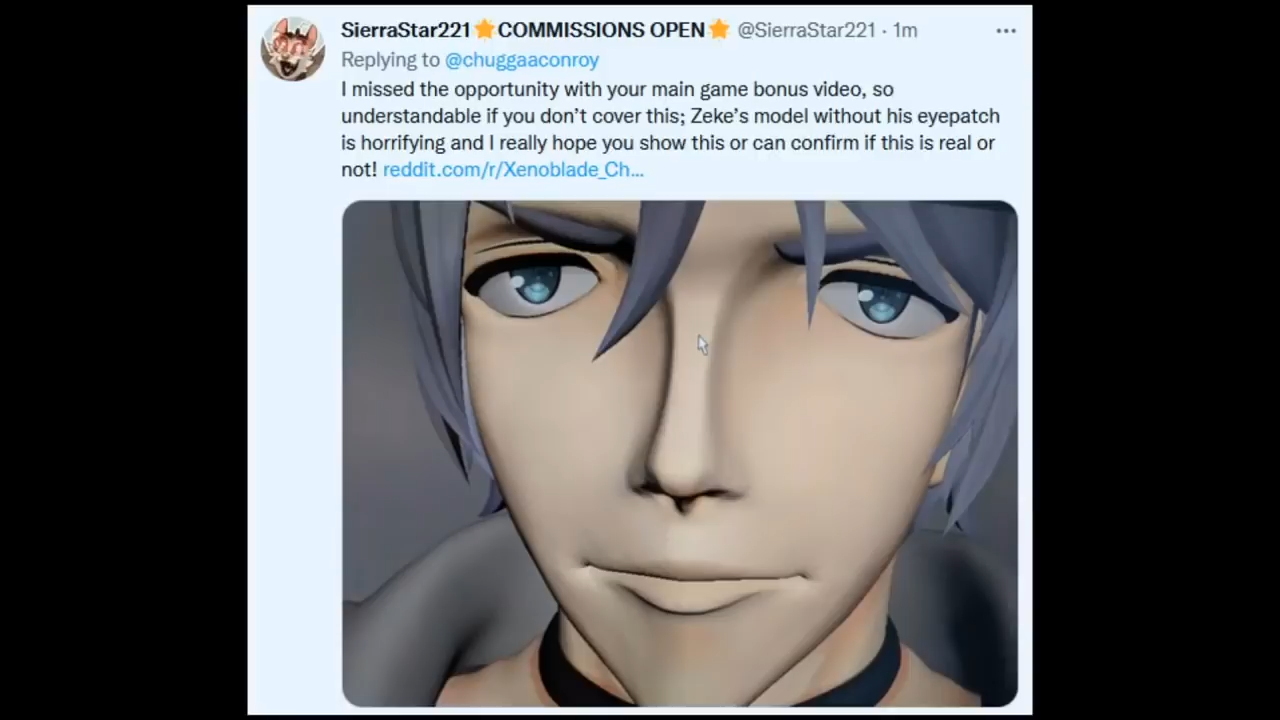 SierraStar221🌟COMMISSIONS OPEN🌟 @SierraStar221 · 1m
Replying to @chuggaaconroy
I missed the opportunity with your main game bonus video, so
understandable if you don’t cover this; Zeke’s model without his eyepatch
is horrifying and I really hope you show this or can confirm if this is real or
not! reddit.com/r/Xenoblade_Ch...